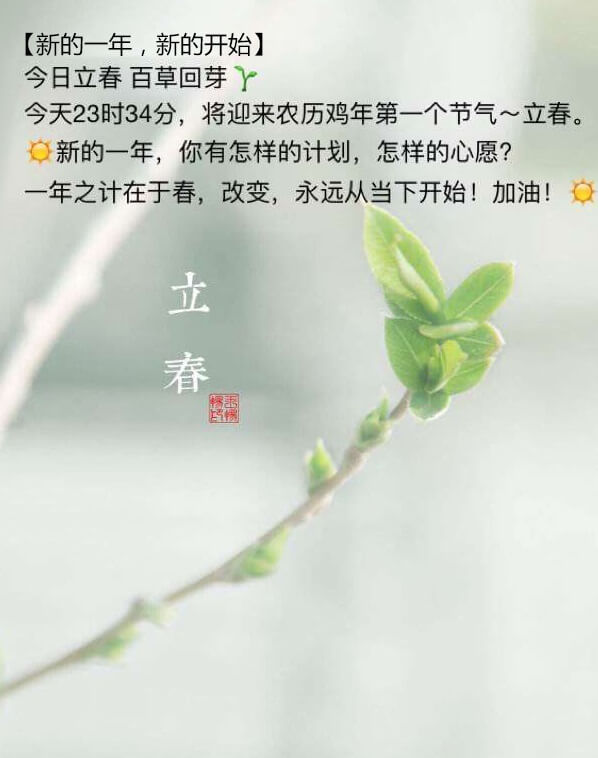 【新的一年，新的开始】
今日立春 百草回芽🌱
今天23时34分，将迎来农历鸡年第一个节气～立春。
☀️新的一年，你有怎样的计划，怎样的心愿？
一年之计在于春，改变，永远从当下开始！加油！☀️
立
春